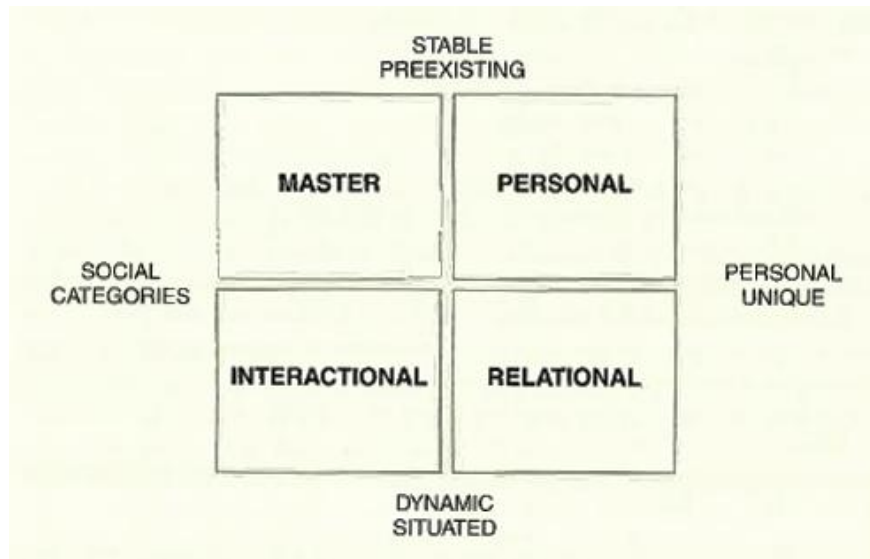 STABLE
PREEXISTING
MASTER
PERSONAL
SOCIAL
CATEGORIES
PERSONAL
UNIQUE
INTERACTIONAL
RELATIONAL
DYNAMIC
SITUATED